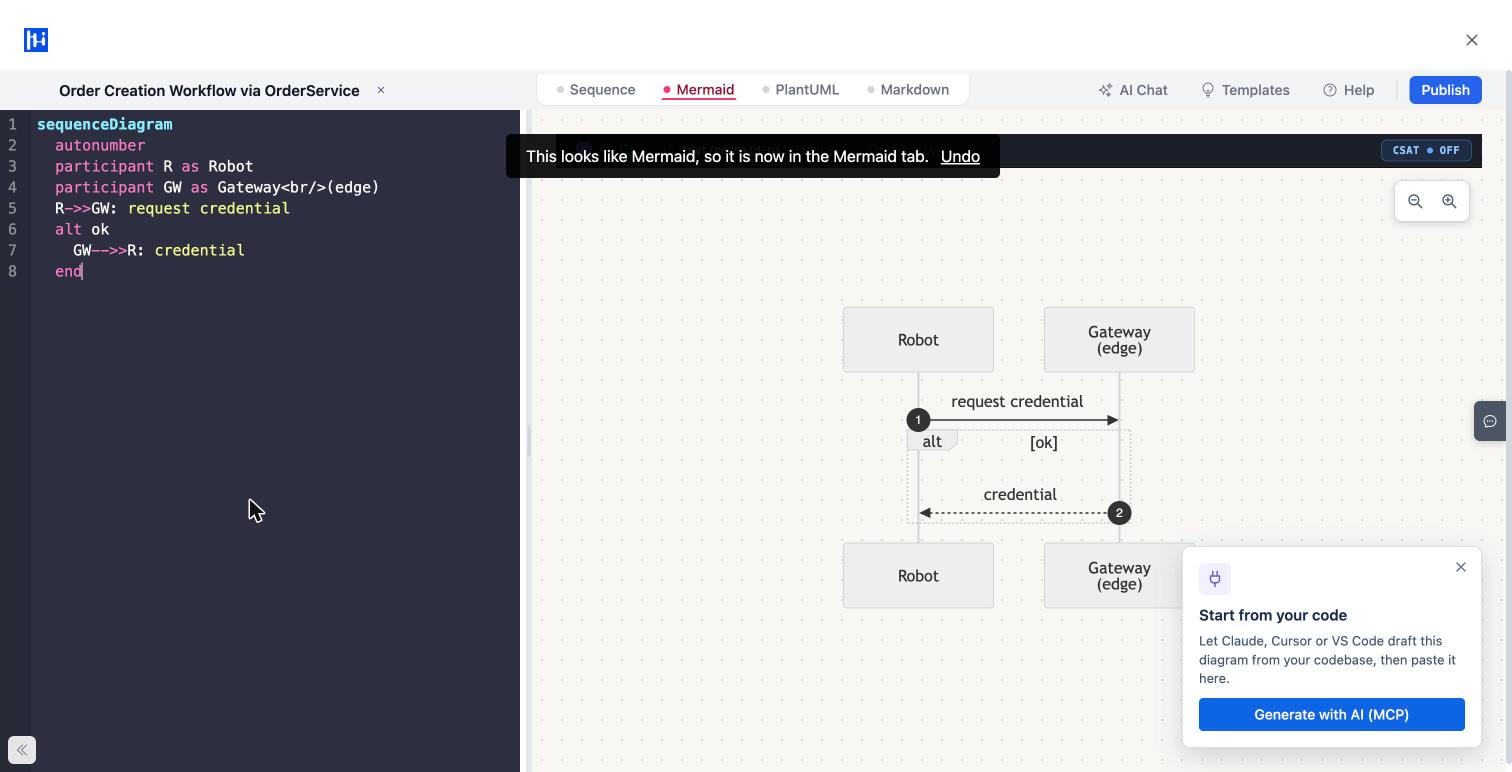 Order Creation Workflow via OrderService ×
Sequence
Mermaid
PlantUML
Markdown
AI Chat
Templates
Help
Publish
1 sequenceDiagram
2 autonumber
3 participant R as Robot
4 participant GW as Gateway<br/>(edge)
5 R->>GW: request credential
6 alt ok
7 GW-->>R: credential
8 end
This looks like Mermaid, so it is now in the Mermaid tab. Undo
CSAT OFF
Robot
Gateway
(edge)
request credential
1
alt
[ok]
credential
2
Robot
Gateway
(edge)
Start from your code
Let Claude, Cursor or VS Code draft this
diagram from your codebase, then paste it
here.
Generate with AI (MCP)